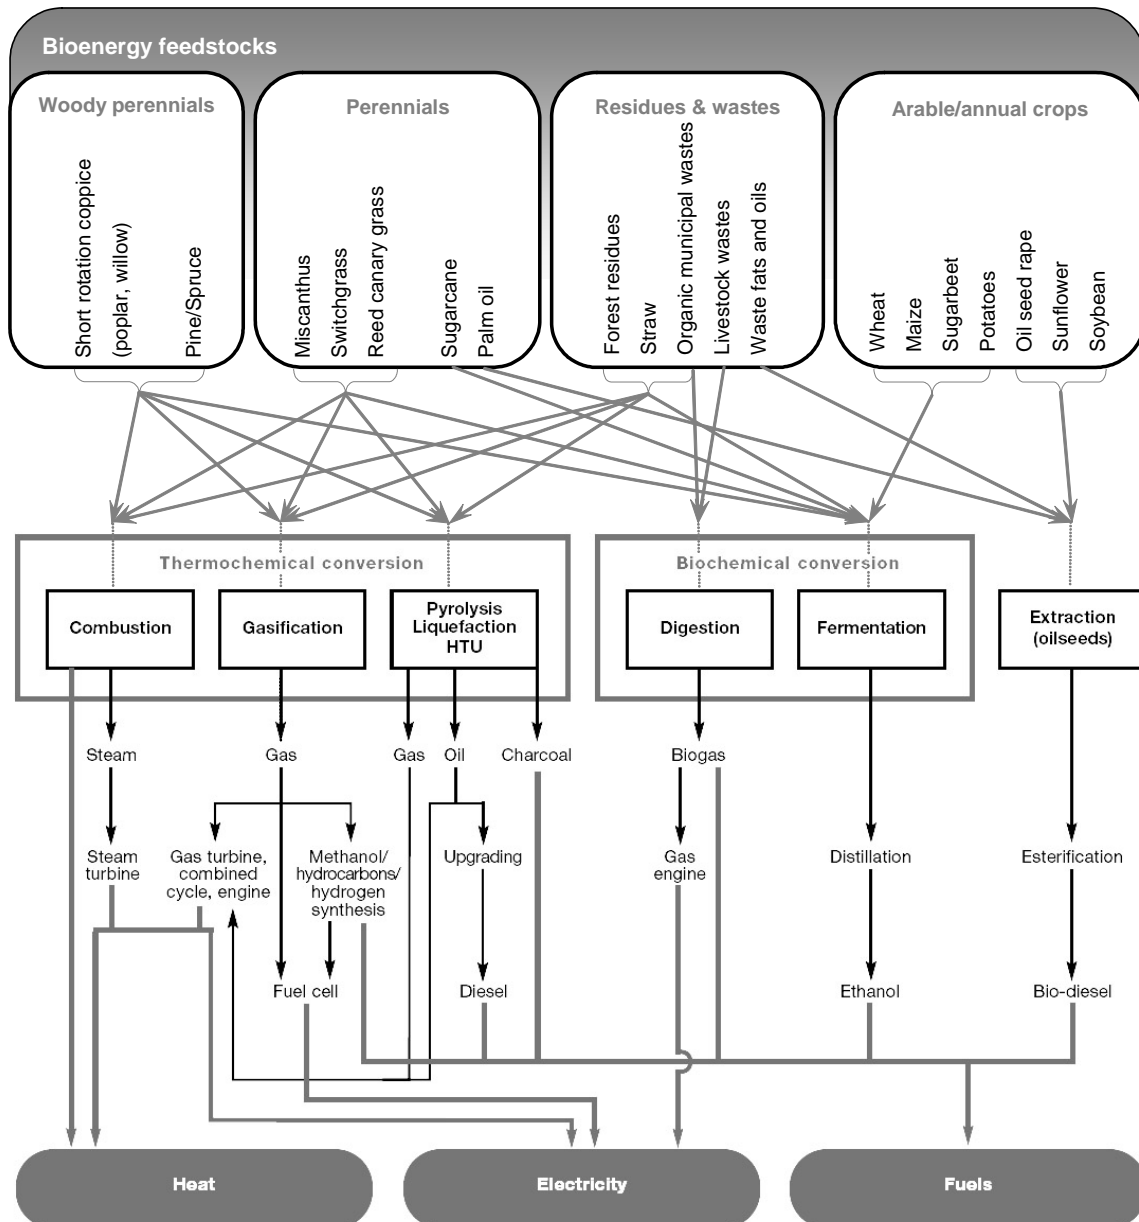 Bioenergy feedstocks
Woody perennials
Perennials
Residues & wastes
Arable/annual crops
Short rotation coppice
(poplar, willow)
Pine/Spruce
Miscanthus
Switchgrass
Reed canary grass
Sugarcane
Palm oil
Forest residues
Straw
Organic municipal wastes
Livestock wastes
Waste fats and oils
Wheat
Maize
Sugarbeet
Potatoes
Oil seed rape
Sunflower
Soybean
Thermochemical conversion
Biochemical conversion
Combustion
Gasification
Pyrolysis
Liquefaction
HTU
Digestion
Fermentation
Extraction
(oilseeds)
Steam
Gas
Gas
Oil
Charcoal
Biogas
Steam
turbine
Gas turbine,
combined
cycle, engine
Methanol/
hydrocarbons/
hydrogen
synthesis
Upgrading
Gas
engine
Distillation
Esterification
Fuel cell
Diesel
Ethanol
Bio-diesel
Heat
Electricity
Fuels